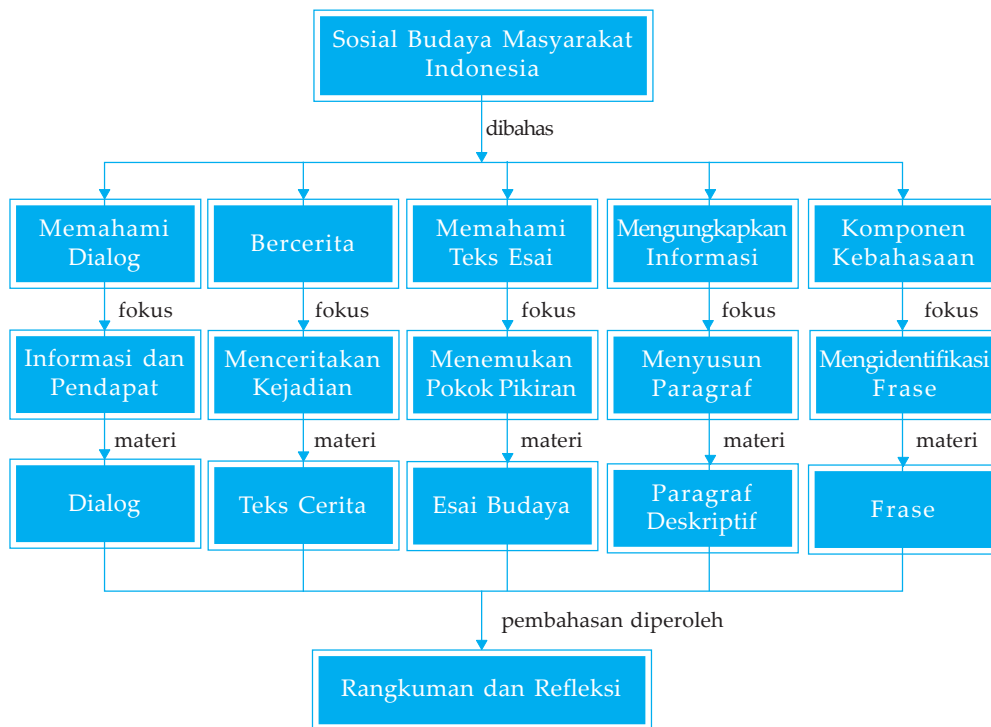 Sosial Budaya Masyarakat
Indonesia
dibahas
Memahami
Dialog
Bercerita
Memahami
Teks Esai
Mengungkapkan
Informasi
Komponen
Kebahasaan
fokus
fokus
fokus
fokus
fokus
Informasi dan
Pendapat
Menceritakan
Kejadian
Menemukan
Pokok Pikiran
Menyusun
Paragraf
Mengidentifikasi
Frase
materi
materi
materi
materi
materi
Dialog
Teks Cerita
Esai Budaya
Paragraf
Deskriptif
Frase
pembahasan diperoleh
Rangkuman dan Refleksi